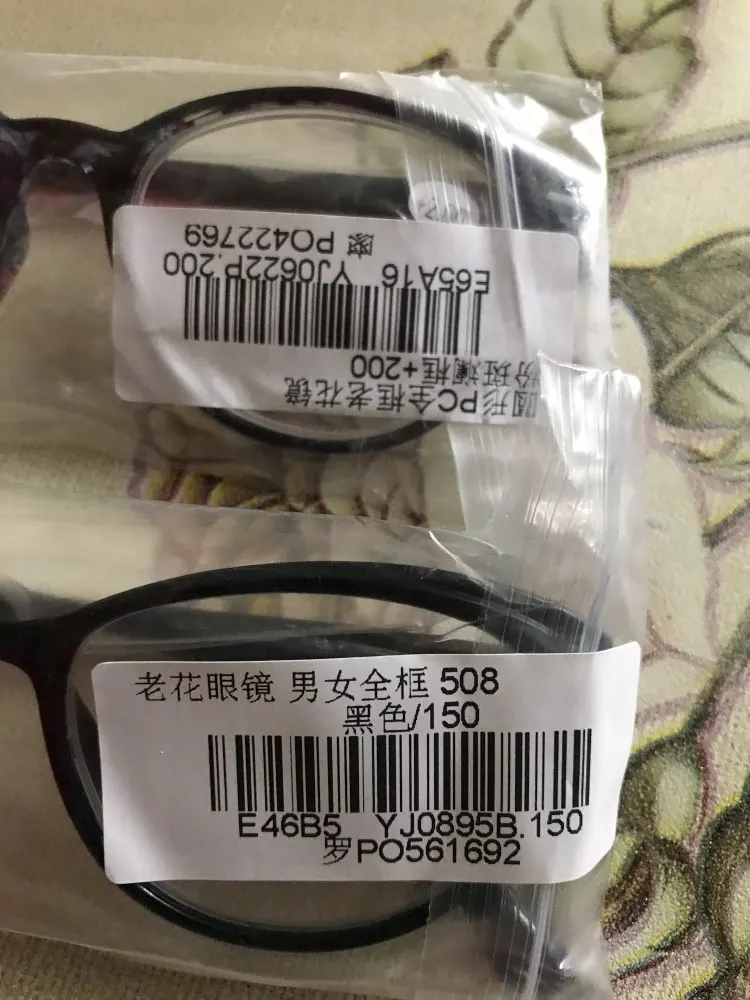 圆形PC全框老花镜
粉斑斓框+200
E65A16 YJ0622P.200
廖 PO422769
老花眼镜 男女全框 508
黑色/150
E46B5 YJ0895B.150
罗PO561692